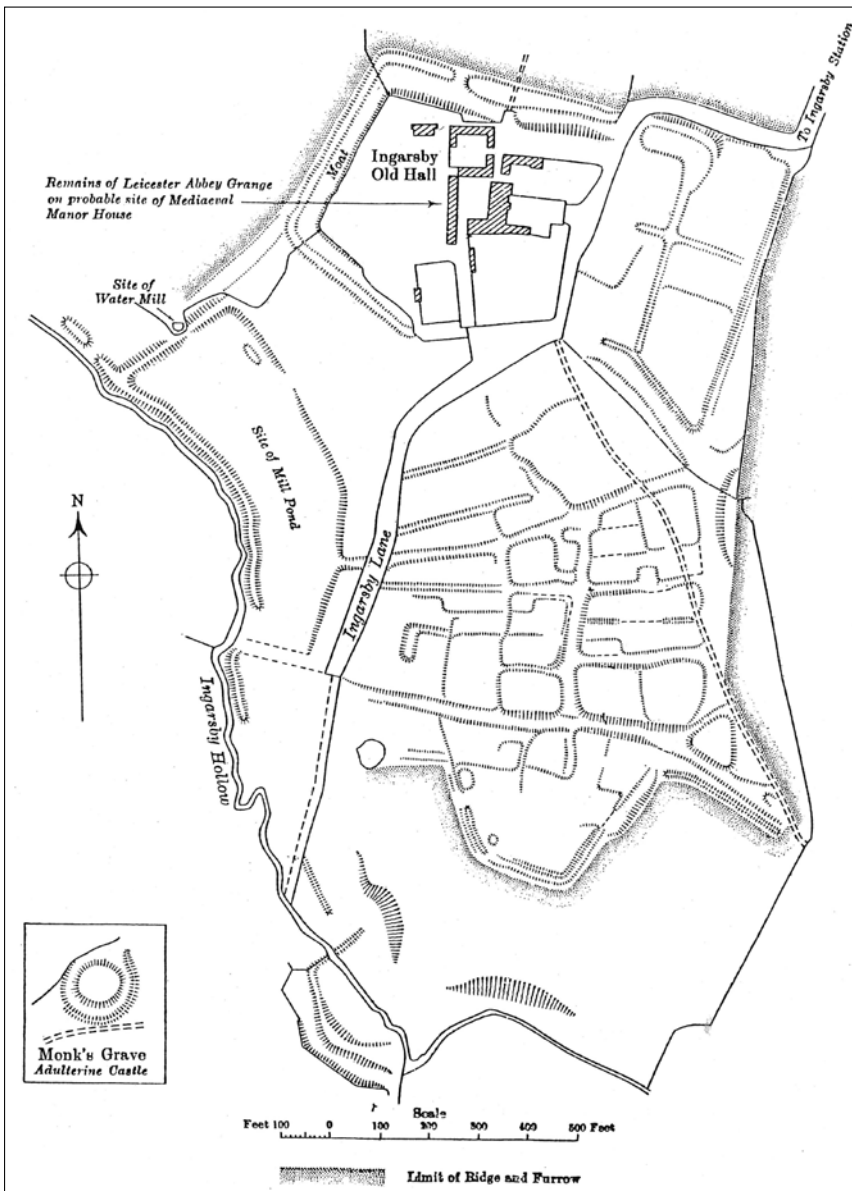 To Ingarsby Station
Ingarsby
Old Hall
Moat
Remains of Leicester Abbey Grange
on probable site of Mediaeval
Manor House
Site of
Water Mill
Site of Mill Pond
N
Ingarsby Lane
Ingarsby Hollow
Monk's Grave
Adulterine Castle
Scale
Feet 100 0 100 200 300 400 500 Feet
Limit of Ridge and Furrow